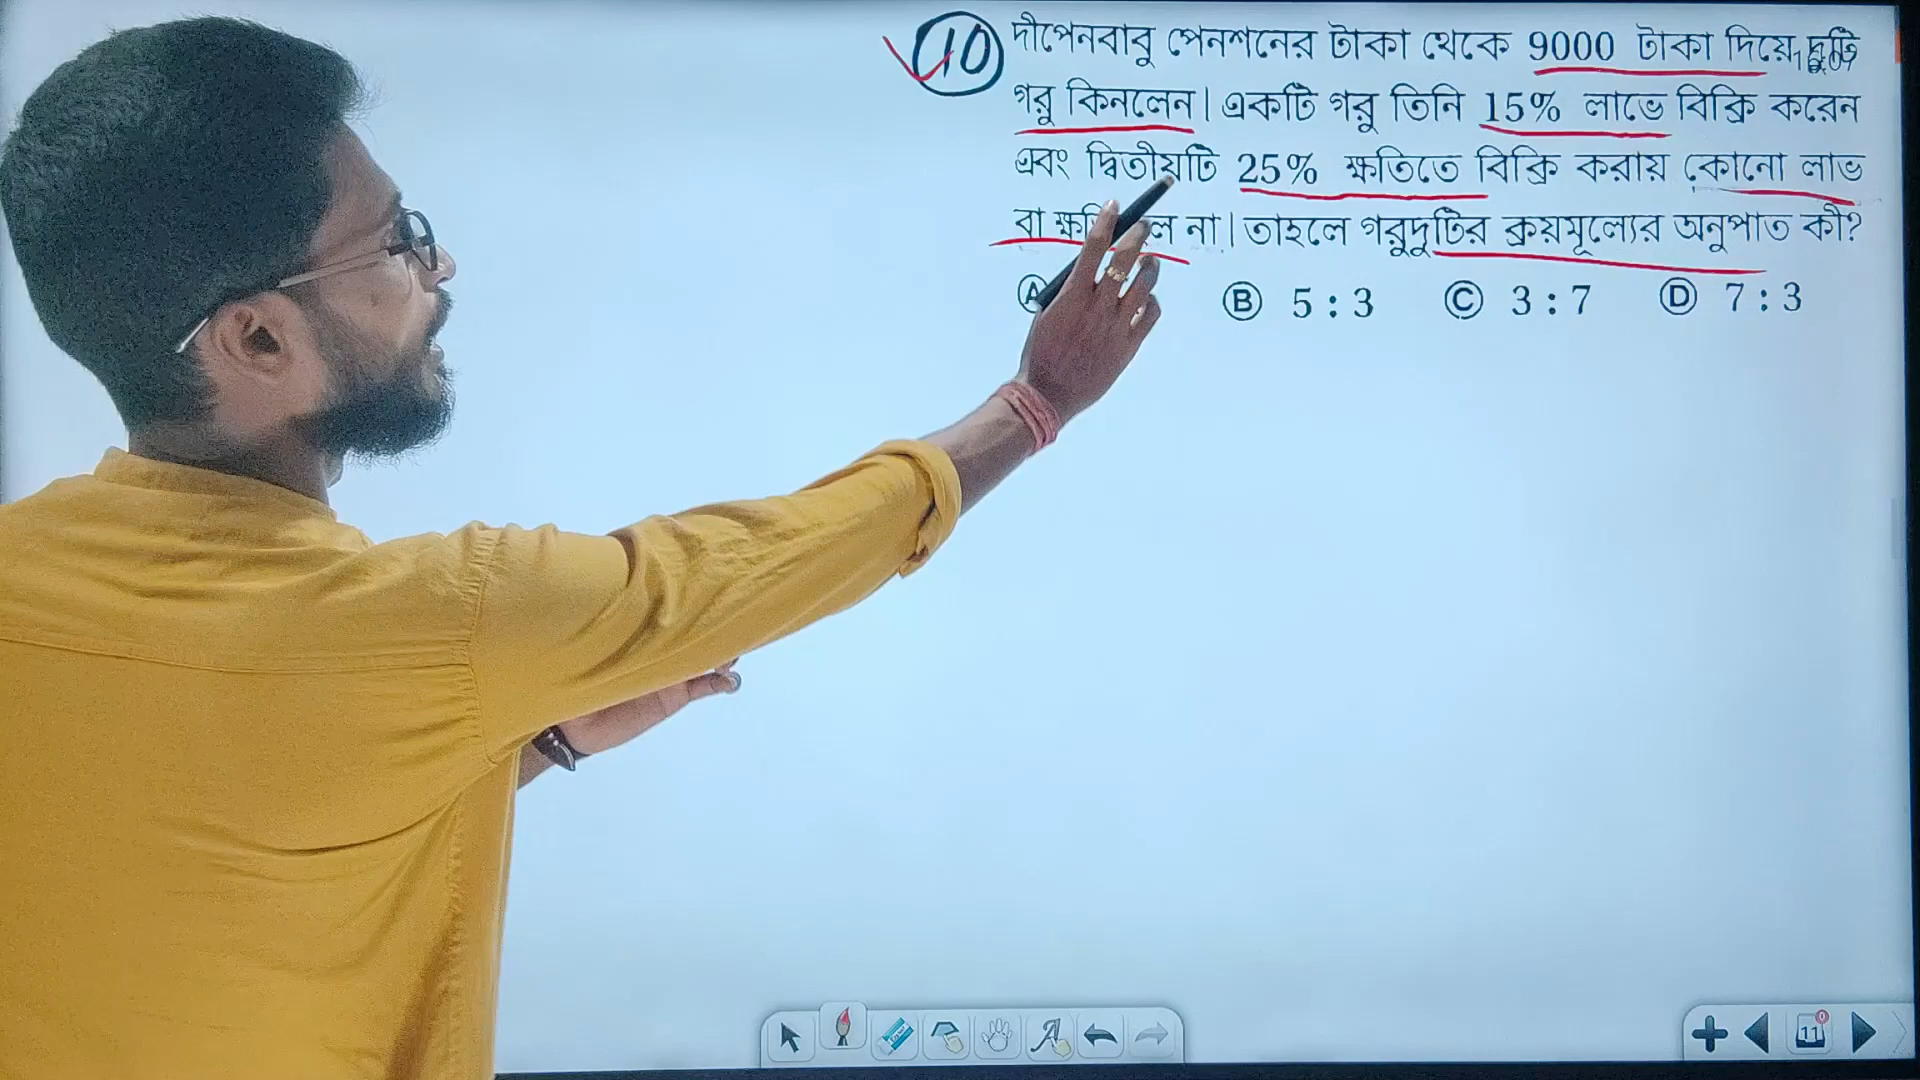 10 দীপেনবাবু পেনশনের টাকা থেকে 9000 টাকা দিয়ে দুটি
গরু কিনলেন। একটি গরু তিনি 15% লাভে বিক্রি করেন
এবং দ্বিতীয়টি 25% ক্ষতিতে বিক্রি করায় কোনো লাভ
বা না। তাহলে গরুদুটির ক্রয়মূল্যের অনুপাত কী?
Ⓐ Ⓑ 5 : 3 Ⓒ 3 : 7 Ⓓ 7 : 3
11